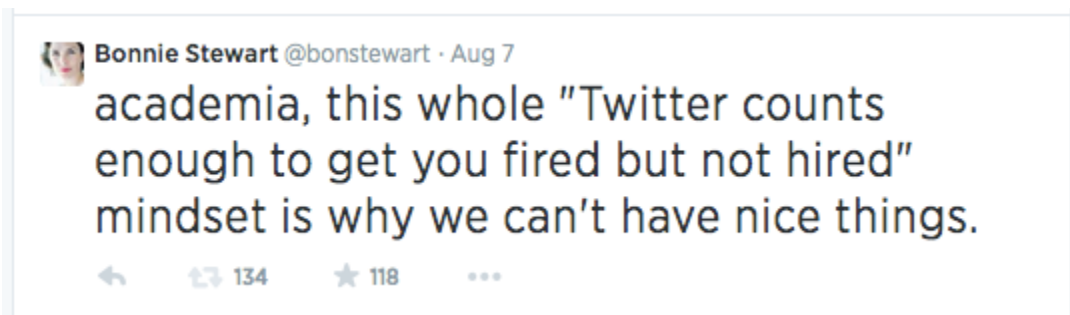 Bonnie Stewart @bonstewart · Aug 7
academia, this whole "Twitter counts
enough to get you fired but not hired"
mindset is why we can't have nice things.
134 118